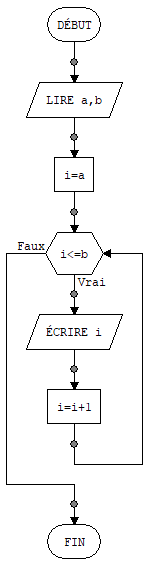 DÉBUT
LIRE a,b
i=a
Faux
i<=b
Vrai
ÉCRIRE i
i=i+1
FIN